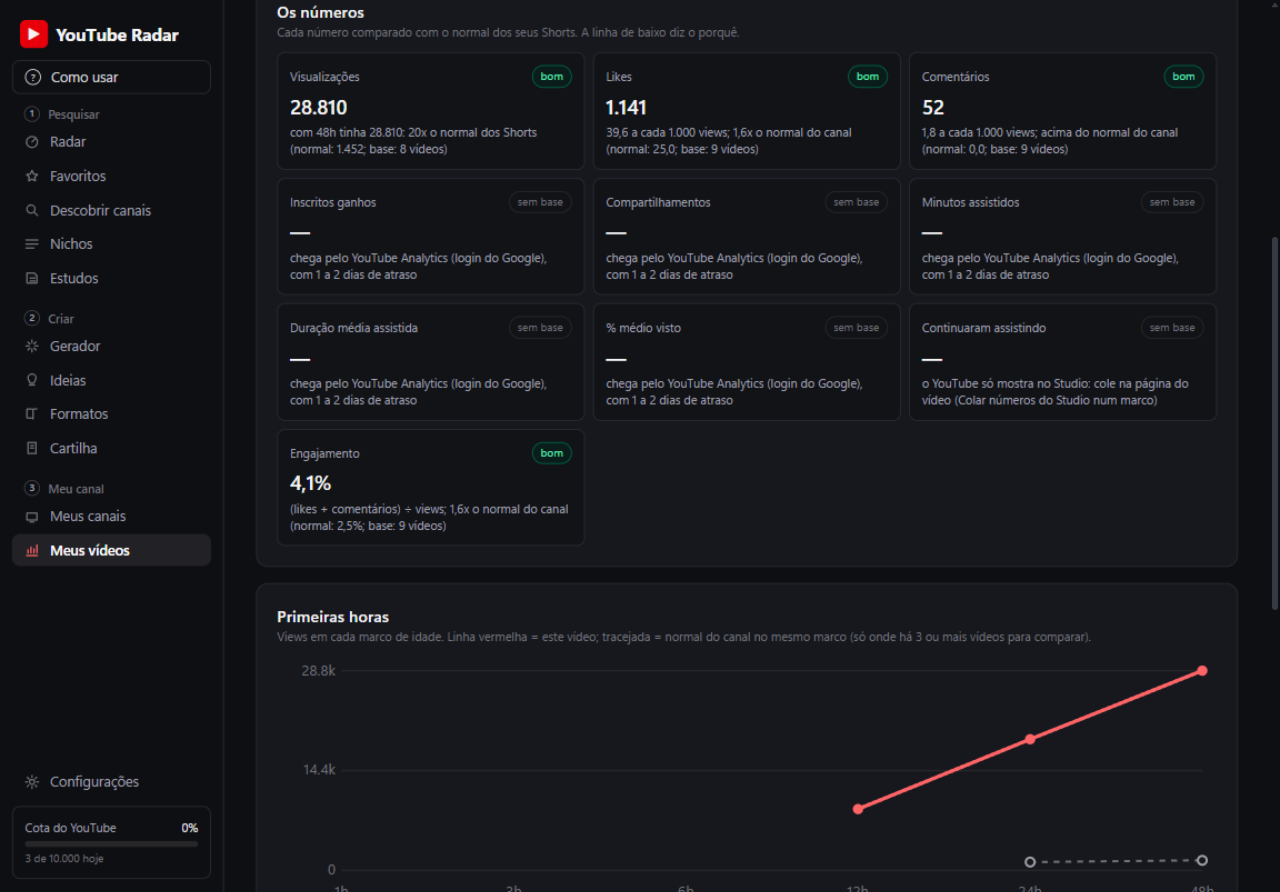 YouTube Radar
Como usar
1 Pesquisar
Radar
Favoritos
Descobrir canais
Nichos
Estudos
2 Criar
Gerador
Ideias
Formatos
Cartilha
3 Meu canal
Meus canais
Meus vídeos
Configurações
Cota do YouTube 0%
3 de 10.000 hoje
Os números
Cada número comparado com o normal dos seus Shorts. A linha de baixo diz o porquê.
Visualizações bom
28.810
com 48h tinha 28.810: 20x o normal dos Shorts
(normal: 1.452; base: 8 vídeos)
Likes bom
1.141
39,6 a cada 1.000 views; 1,6x o normal do canal
(normal: 25,0; base: 9 vídeos)
Comentários bom
52
1,8 a cada 1.000 views; acima do normal do canal
(normal: 0,0; base: 9 vídeos)
Inscritos ganhos sem base
—
chega pelo YouTube Analytics (login do Google),
com 1 a 2 dias de atraso
Compartilhamentos sem base
—
chega pelo YouTube Analytics (login do Google),
com 1 a 2 dias de atraso
Minutos assistidos sem base
—
chega pelo YouTube Analytics (login do Google),
com 1 a 2 dias de atraso
Duração média assistida sem base
—
chega pelo YouTube Analytics (login do Google),
com 1 a 2 dias de atraso
% médio visto sem base
—
chega pelo YouTube Analytics (login do Google),
com 1 a 2 dias de atraso
Continuaram assistindo sem base
—
o YouTube só mostra no Studio: cole na página do
vídeo (Colar números do Studio num marco)
Engajamento bom
4,1%
(likes + comentários) ÷ views; 1,6x o normal do canal
(normal: 2,5%; base: 9 vídeos)
Primeiras horas
Views em cada marco de idade. Linha vermelha = este vídeo; tracejada = normal do canal no mesmo marco (só onde há 3 ou mais vídeos para comparar).
28.8k
14.4k
0
1h 3h 6h 12h 24h 48h